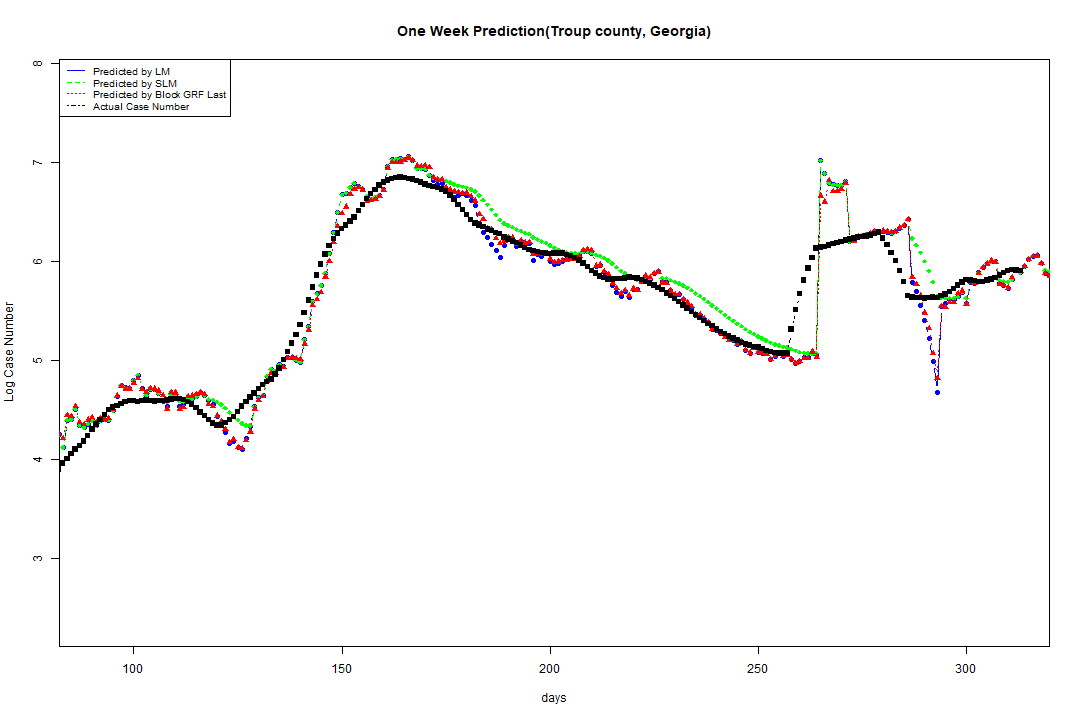 One Week Prediction(Troup county, Georgia)
Predicted by LM
Predicted by SLM
Predicted by Block GRF Last
Actual Case Number
8
7
6
5
4
3
Log Case Number
100 150 200 250 300
days